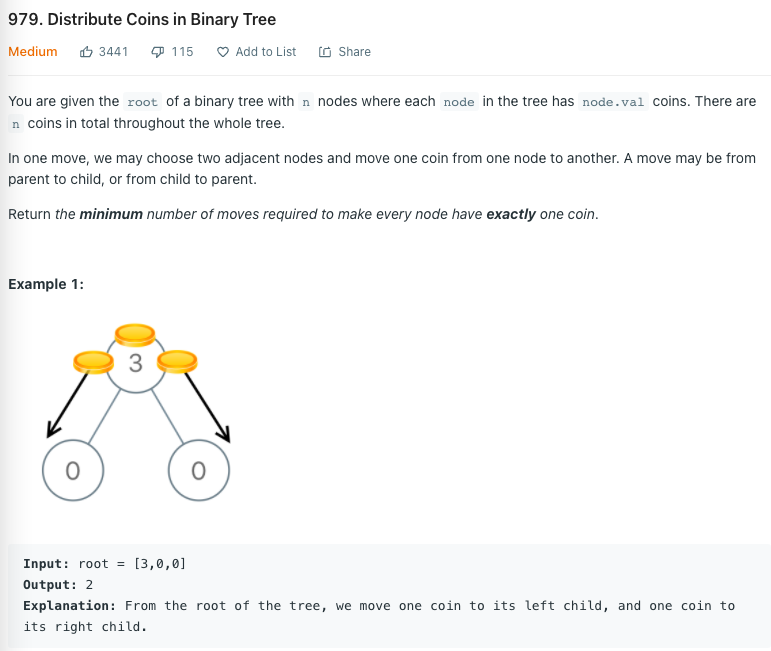 979. Distribute Coins in Binary Tree
Medium 3441 115 Add to List Share
You are given the root of a binary tree with n nodes where each node in the tree has node.val coins. There are
n coins in total throughout the whole tree.
In one move, we may choose two adjacent nodes and move one coin from one node to another. A move may be from
parent to child, or from child to parent.
Return the minimum number of moves required to make every node have exactly one coin.
Example 1:
3
0 0
Input: root = [3,0,0]
Output: 2
Explanation: From the root of the tree, we move one coin to its left child, and one coin to
its right child.